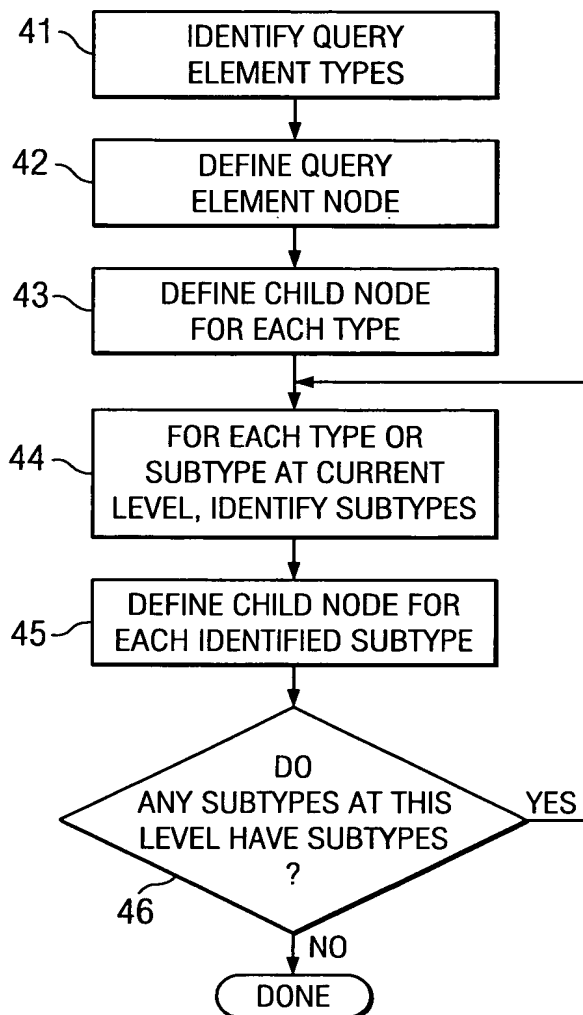 41
IDENTIFY QUERY
ELEMENT TYPES
42
DEFINE QUERY
ELEMENT NODE
43
DEFINE CHILD NODE
FOR EACH TYPE
44
FOR EACH TYPE OR
SUBTYPE AT CURRENT
LEVEL, IDENTIFY SUBTYPES
45
DEFINE CHILD NODE FOR
EACH IDENTIFIED SUBTYPE
DO
ANY SUBTYPES AT THIS
LEVEL HAVE SUBTYPES
?
YES
46
NO
DONE